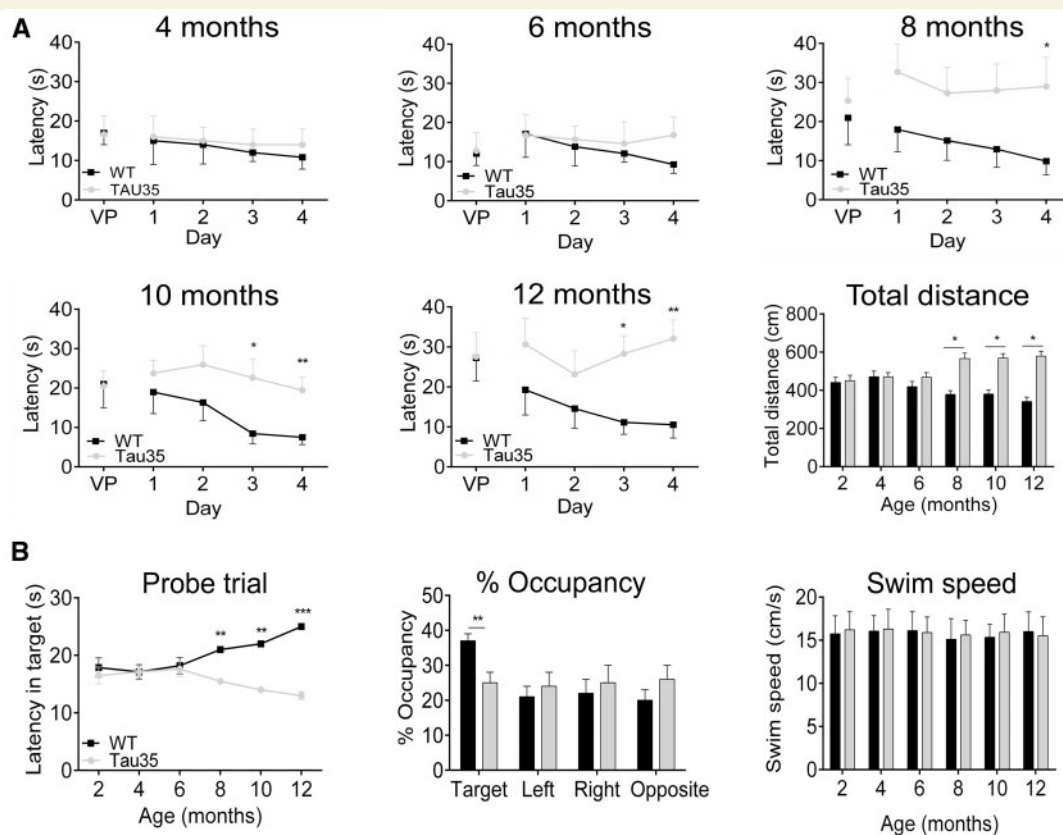 A
4 months
Latency (s)
40
30
20
10
0
WT
TAU35
VP 1 2 3 4
Day
6 months
Latency (s)
40
30
20
10
0
WT
Tau35
VP 1 2 3 4
Day
8 months
Latency (s)
40
30
20
10
0
*
WT
Tau35
VP 1 2 3 4
Day
10 months
Latency (s)
40
30
20
10
0
* **
WT
Tau35
VP 1 2 3 4
Day
12 months
Latency (s)
40
30
20
10
0
* **
WT
Tau35
VP 1 2 3 4
Day
Total distance
Total distance (cm)
800
600
400
0
* * *
2 4 6 8 10 12
Age (months)
B
Probe trial
Latency in target (s)
30
20
10
0
** ** ***
WT
Tau35
2 4 6 8 10 12
Age (months)
% Occupancy
% Occupancy
50
40
30
20
10
0
**
Target Left Right Opposite
Swim speed
Swim speed (cm/s)
20
15
10
5
0
2 4 6 8 10 12
Age (months)